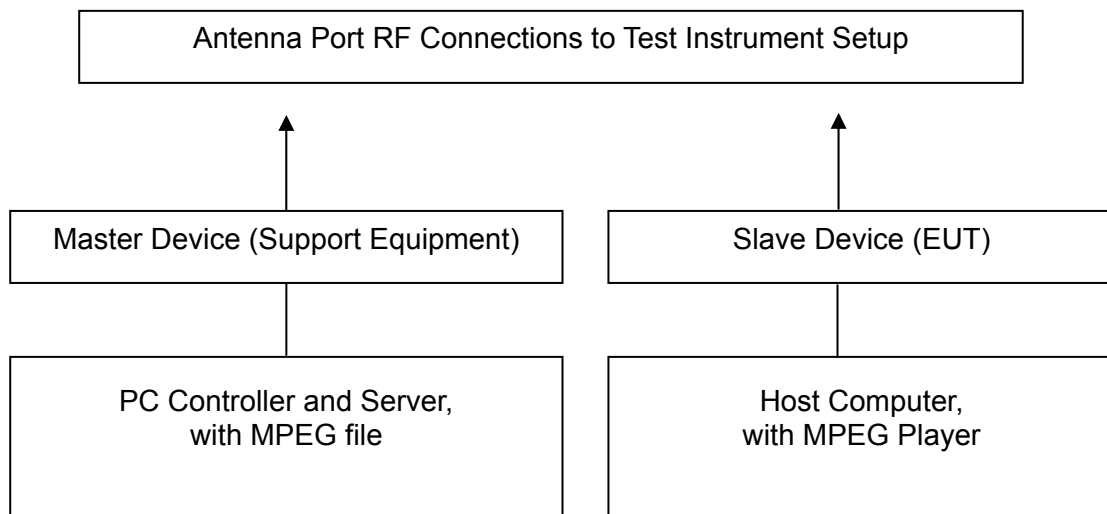 Antenna Port RF Connections to Test Instrument Setup
Master Device (Support Equipment)
Slave Device (EUT)
PC Controller and Server,
with MPEG file
Host Computer,
with MPEG Player